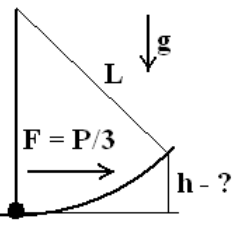 g
L
F = P/3
h - ?